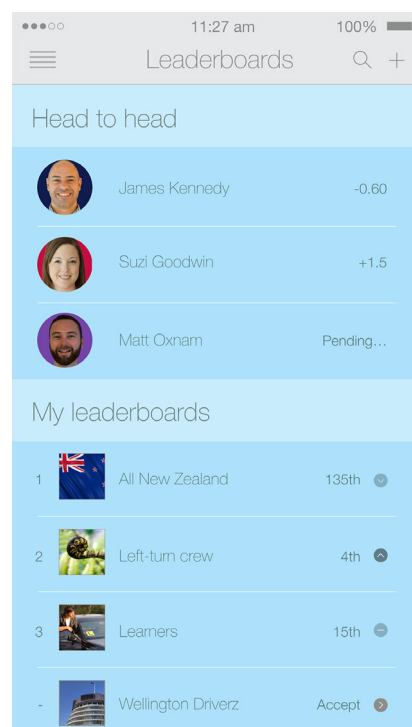 11:27 am 100%
Leaderboards
Head to head
James Kennedy -0.60
Suzi Goodwin +1.5
Matt Oxnam Pending...
My leaderboards
1 All New Zealand 135th
2 Left-turn crew 4th
3 Learners 15th
- Wellington Driverz Accept